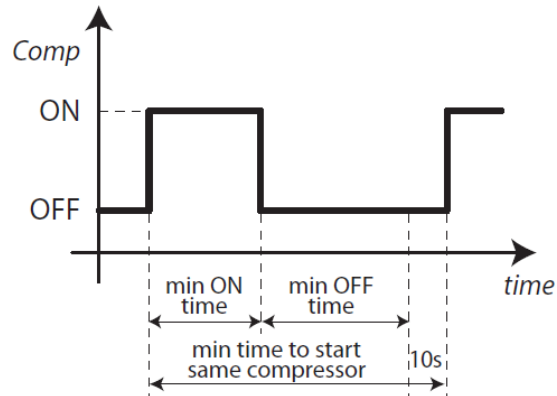 Comp
ON
OFF
time
min ON
time
min OFF
time
min time to start
same compressor
10s